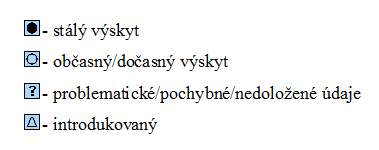 - stálý výskyt
- občasný/dočasný výskyt
? - problematické/pochybné/nedoložené údaje
- introdukovaný